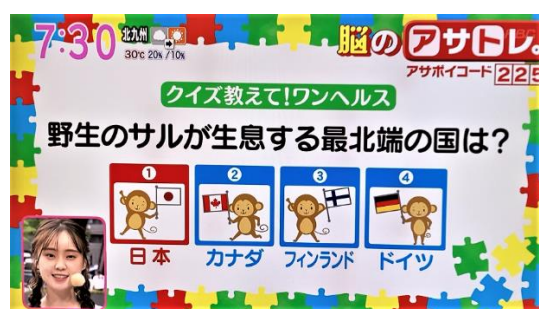 7:30 北九州
30℃ 20%/10%
脳のアサトレ。
アサポイコード 225
クイズ教えて!ワンヘルス
野生のサルが生息する最北端の国は?
① ② ③ ④
日本 カナダ フィンランド ドイツ